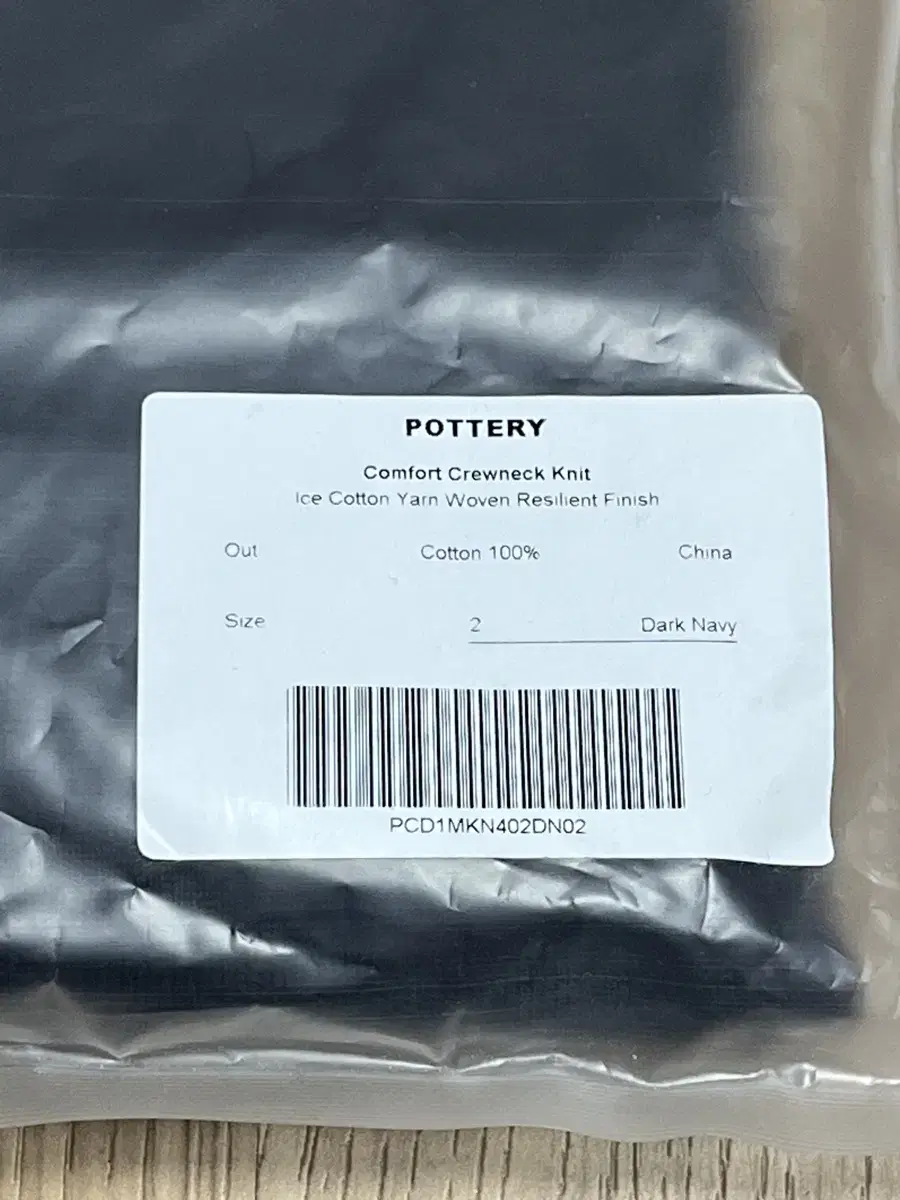 POTTERY
Comfort Crewneck Knit
Ice Cotton Yarn Woven Resilient Finish
Out Cotton 100% China
Size 2 Dark Navy
PCD1MKN402DN02